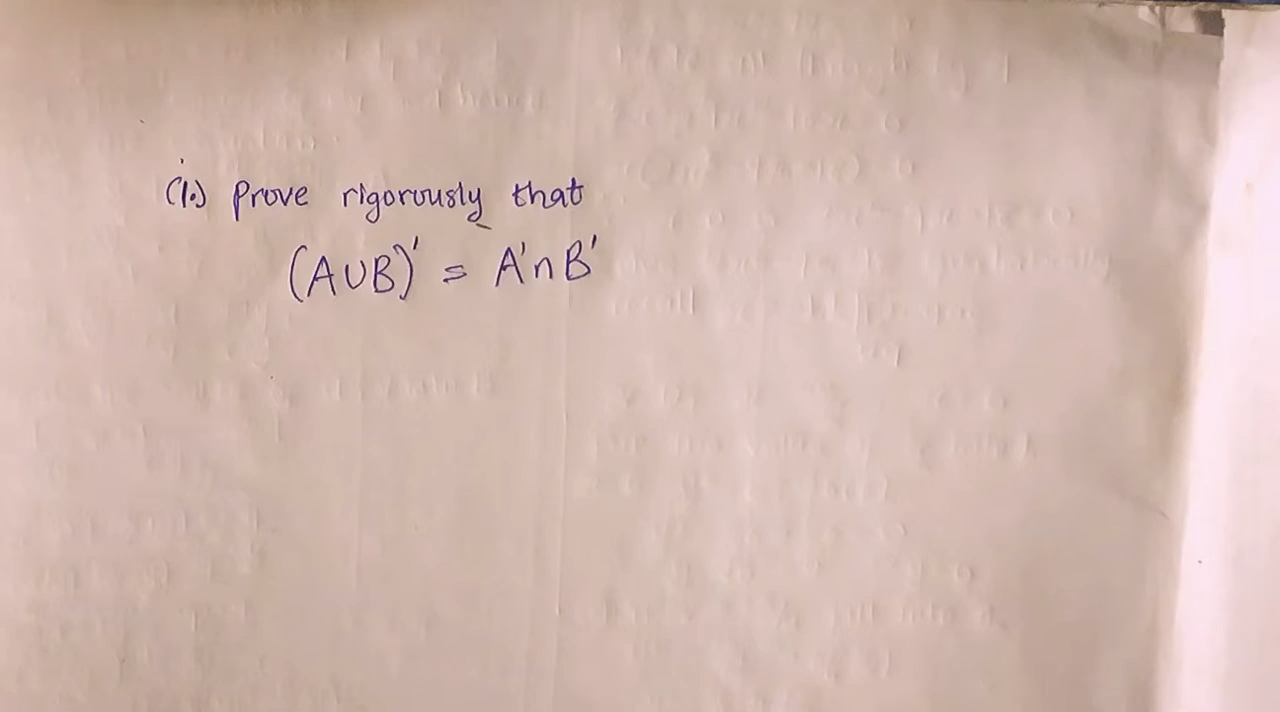 (1.) Prove rigorously that
(A∪B)' = A'∩B'